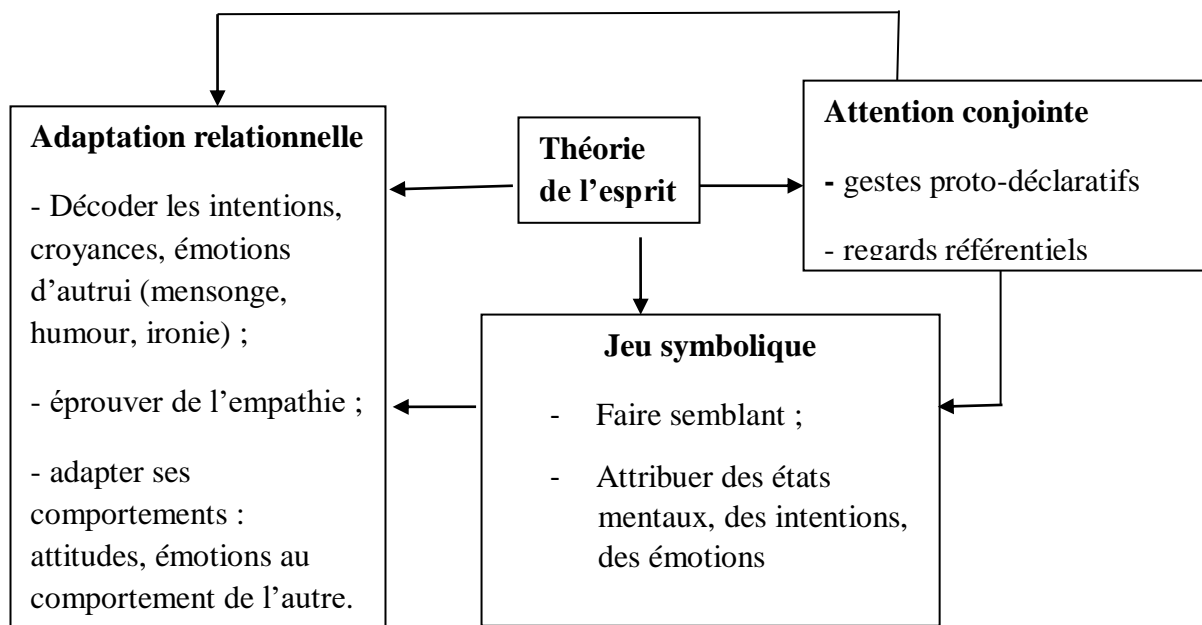 Adaptation relationnelle
- Décoder les intentions,
croyances, émotions
d’autrui (mensonge,
humour, ironie) ;
- éprouver de l’empathie ;
- adapter ses
comportements :
attitudes, émotions au
comportement de l’autre.
Théorie
de l’esprit
Attention conjointe
- gestes proto-déclaratifs
- regards référentiels
Jeu symbolique
- Faire semblant ;
- Attribuer des états
mentaux, des intentions,
des émotions